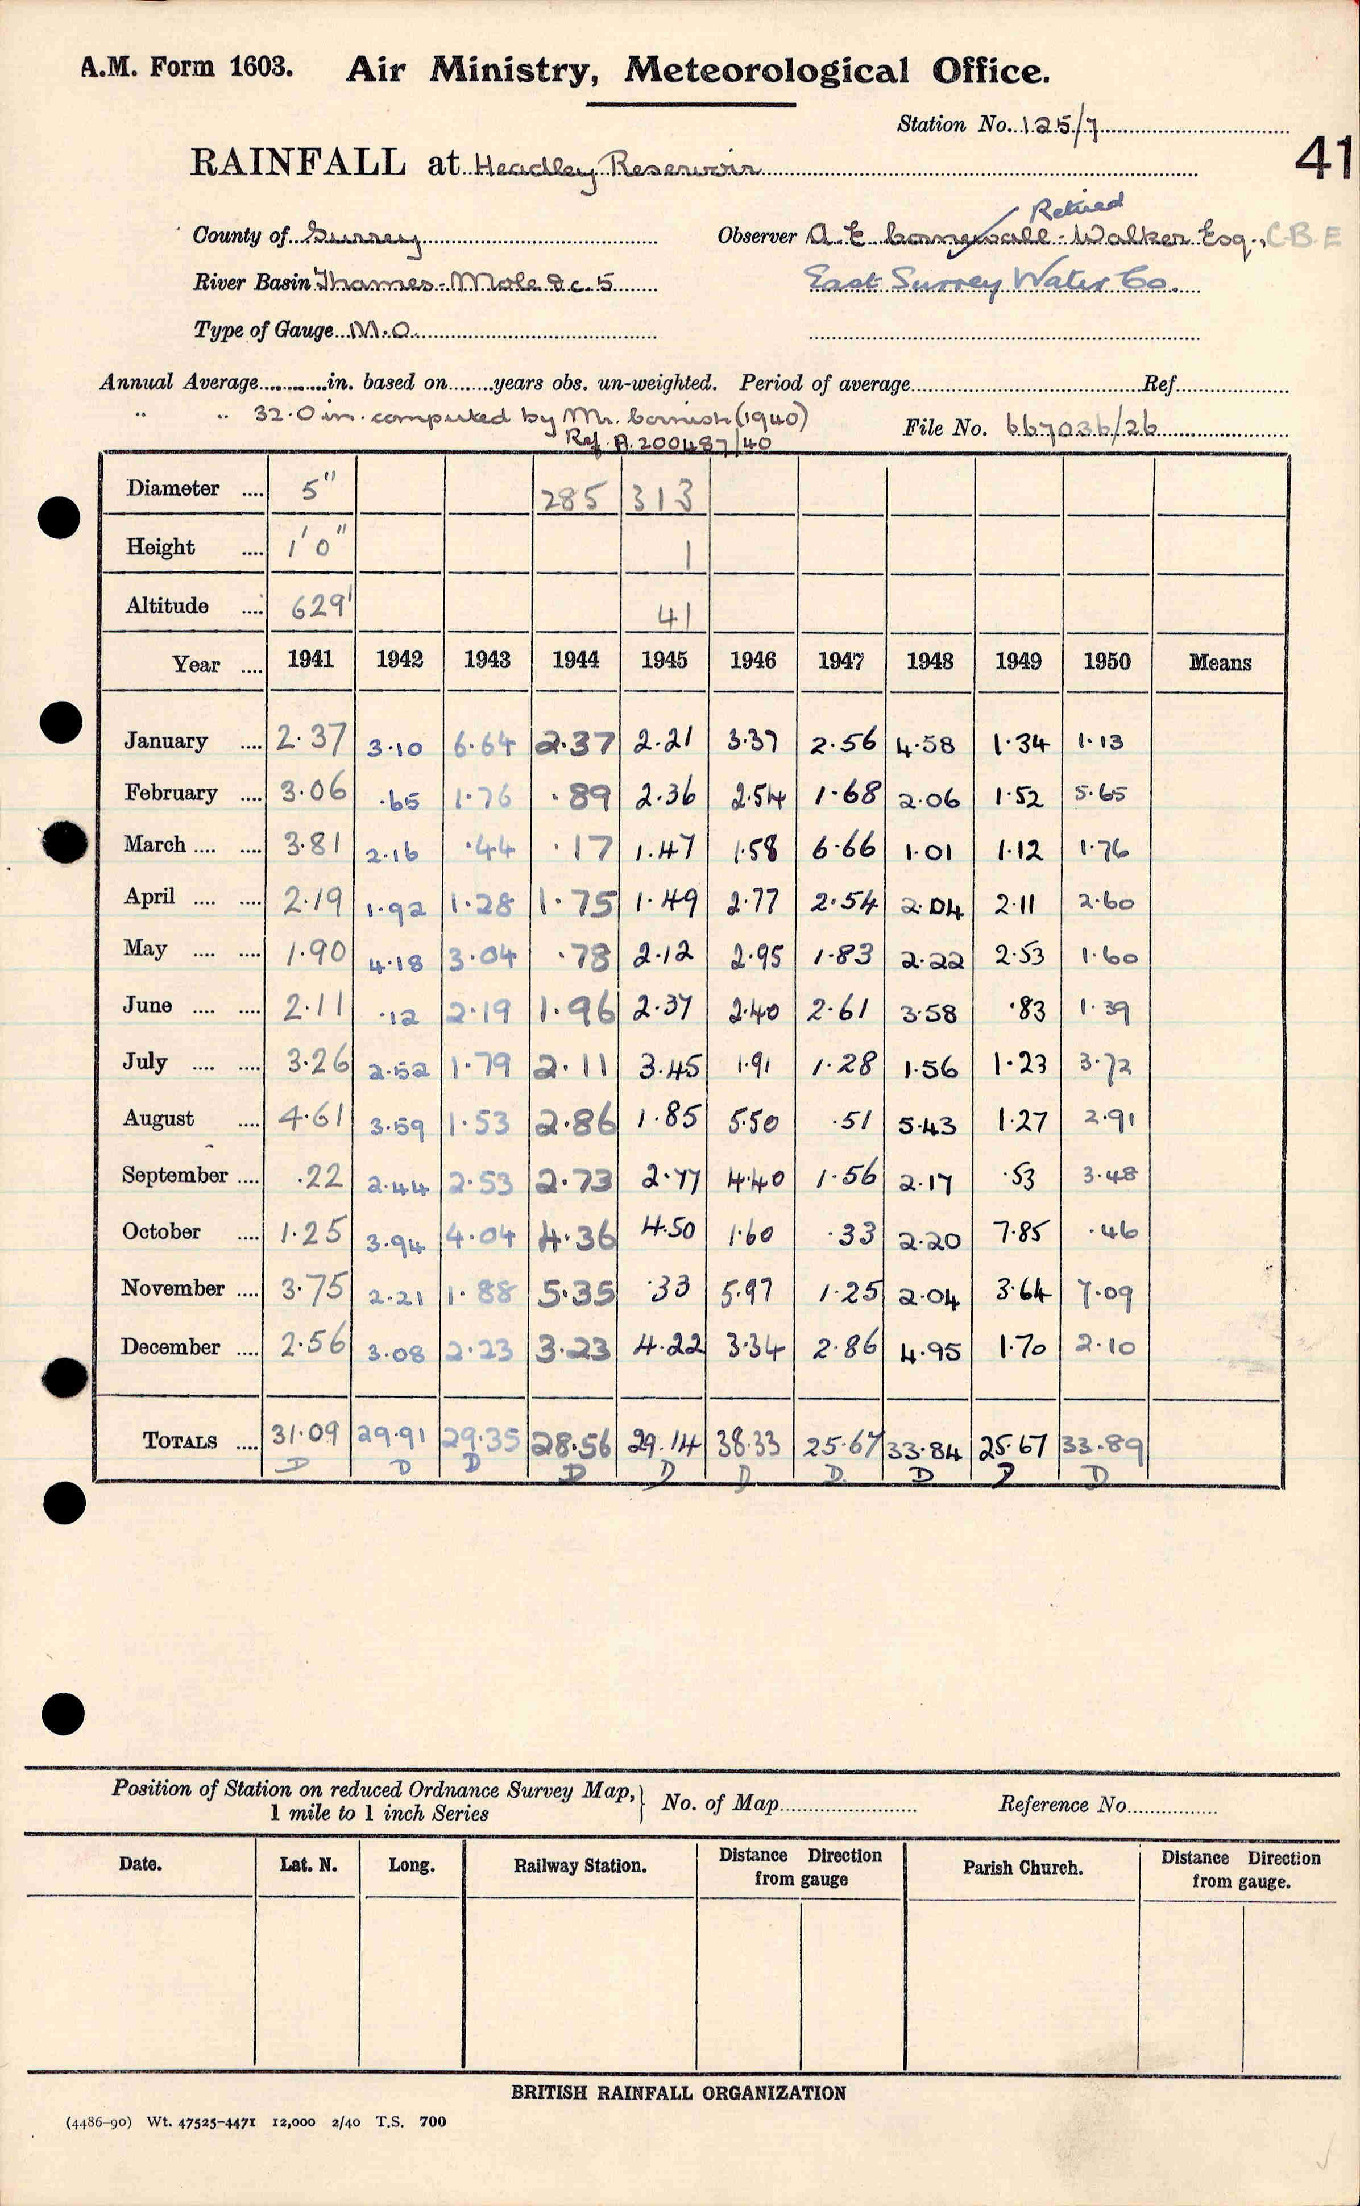 A.M. Form 1603. Air Ministry, Meteorological Office.
Station No. 125/7
RAINFALL at Headley Reservoir 41
Retired
County of Surrey Observer A. E. Cornewall-Walker Esq., C.B.E
River Basin Thames-Mole &c. 5 East Surrey Water Co.
Type of Gauge M.O.
Annual Average in. based on years obs. un-weighted. Period of average Ref.
" " 32.0 in. computed by Mr. Cornish (1940) File No. 667036/26
Ref. A.200487/40
Diameter 5" 285 313
Height 1'0" 1
Altitude 629' 41
Year 1941 1942 1943 1944 1945 1946 1947 1948 1949 1950 Means
January 2.37 3.10 6.64 2.37 2.21 3.37 2.56 4.58 1.34 1.13
February 3.06 .65 1.76 .89 2.36 2.54 1.68 2.06 1.52 5.65
March 3.81 2.16 .44 .17 1.47 1.58 6.66 1.01 1.12 1.76
April 2.19 1.92 1.28 1.75 1.49 2.77 2.54 2.04 2.11 2.60
May 1.90 4.18 3.04 .78 2.12 2.95 1.83 2.22 2.53 1.60
June 2.11 .12 2.19 1.96 2.37 2.40 2.61 3.58 .83 1.39
July 3.26 2.52 1.79 2.11 3.45 1.91 1.28 1.56 1.23 3.72
August 4.61 3.59 1.53 2.86 1.85 5.50 .51 5.43 1.27 2.91
September .22 2.44 2.53 2.73 2.77 4.40 1.56 2.17 .53 3.48
October 1.25 3.94 4.04 4.36 4.50 1.60 .33 2.20 7.85 .46
November 3.75 2.21 1.88 5.35 .33 5.97 1.25 2.04 3.64 7.09
December 2.56 3.08 2.23 3.23 4.22 3.34 2.86 4.95 1.70 2.10
TOTALS 31.09 29.91 29.35 28.56 29.14 38.33 25.67 33.84 25.67 33.89
D D D D D D D. D D D
Position of Station on reduced Ordnance Survey Map, 1 mile to 1 inch Series } No. of Map Reference No.
Date. Lat. N. Long. Railway Station. Distance Direction from gauge Parish Church. Distance Direction from gauge.
BRITISH RAINFALL ORGANIZATION
(4486-90) Wt. 47525-4471 12,000 2/40 T.S. 700